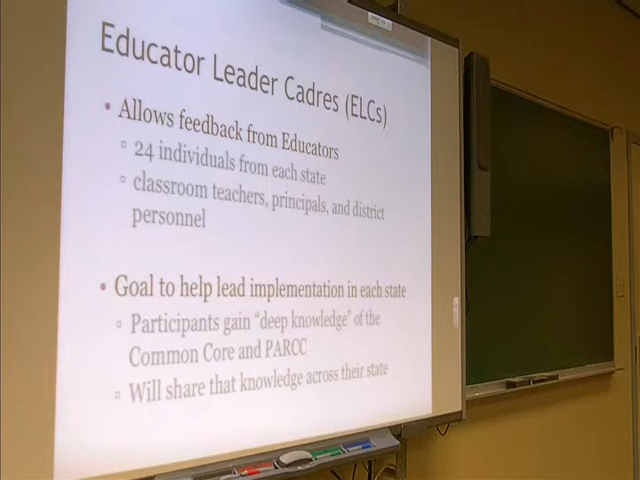 Educator Leader Cadres (ELCs)
• Allows feedback from Educators
▫ 24 individuals from each state
▫ classroom teachers, principals, and district
personnel
• Goal to help lead implementation in each state
▫ Participants gain “deep knowledge” of the
Common Core and PARCC
▫ Will share that knowledge across their state